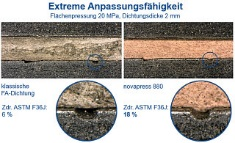 Extreme Anpassungsfähigkeit
Flächenpressung 20 MPa, Dichtungsdicke 2 mm
klassische
FA-Dichtung
Zdr. ASTM F36J:
6 %
novapress 880
Zdr. ASTM F36J:
18 %